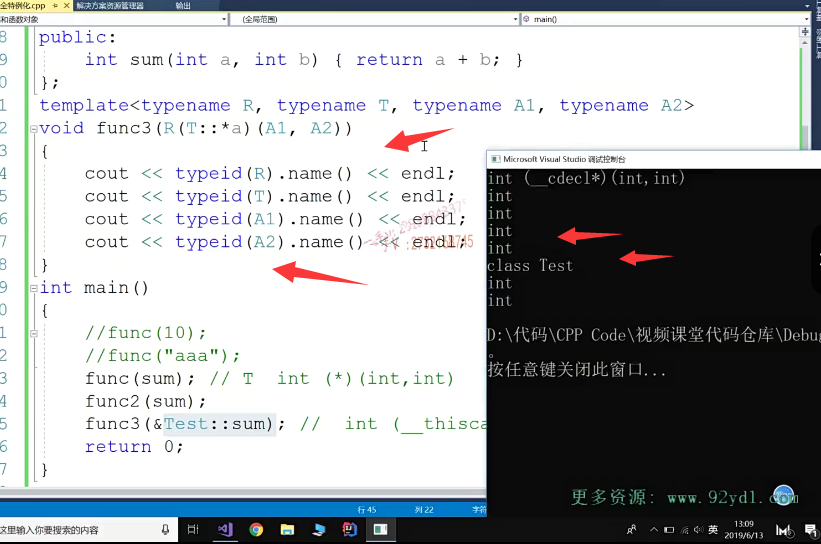 全特例化.cpp
解决方案资源管理器
输出
和函数对象
(全局范围)
main()
8 public:
9 int sum(int a, int b) { return a + b; }
0 };
1 template<typename R, typename T, typename A1, typename A2>
2 void func3(R(T::*a)(A1, A2))
3 {
4 cout << typeid(R).name() << endl;
5 cout << typeid(T).name() << endl;
6 cout << typeid(A1).name() << endl;
7 cout << typeid(A2).name() << endl;
8 }
9 int main()
0 {
1 //func(10);
2 //func("aaa");
3 func(sum); // T int (*)(int,int)
4 func2(sum);
5 func3(&Test::sum); // int (__thisca
6 return 0;
7 }
Microsoft Visual Studio 调试控制台
int (__cdecl*)(int,int)
int
int
int
int
class Test
int
int
D:\代码\CPP Code\视频课堂代码仓库\Debug
。
按任意键关闭此窗口...
更多资源: www.92ydl.com
行 45
列 22
字符
这里输入你要搜索的内容
英
13:09
2019/6/13